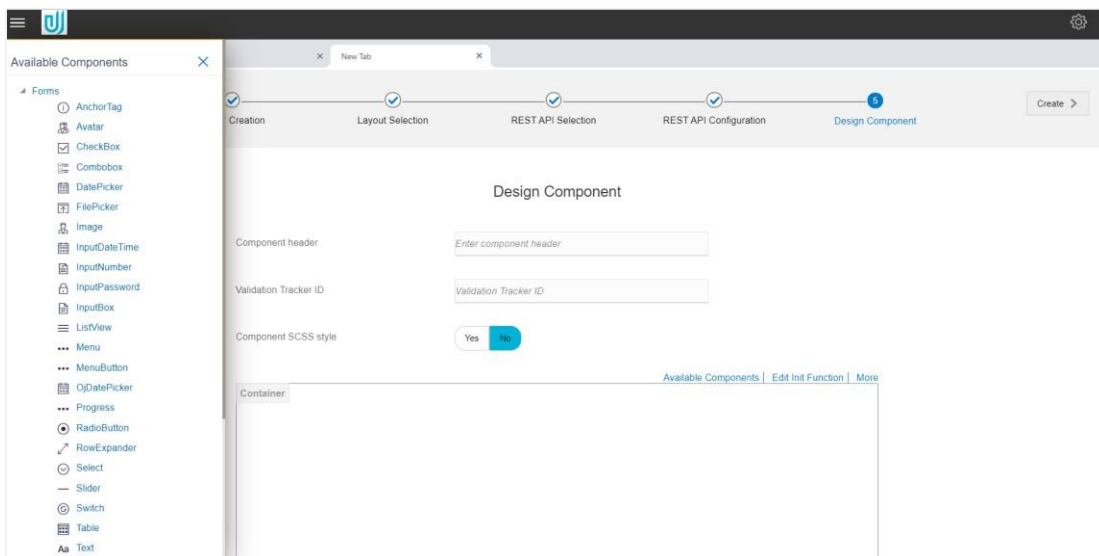 Available Components
Forms
AnchorTag
Avatar
CheckBox
Combobox
DatePicker
FilePicker
Image
InputDateTime
InputNumber
InputPassword
InputBox
ListView
Menu
MenuButton
OjDatePicker
Progress
RadioButton
RowExpander
Select
Slider
Switch
Table
Aa Text
New Tab
Creation
Layout Selection
REST API Selection
REST API Configuration
5
Design Component
Create
Design Component
Component header
Enter component header
Validation Tracker ID
Validation Tracker ID
Component SCSS style
Yes No
Available Components | Edit Init Function | More
Container